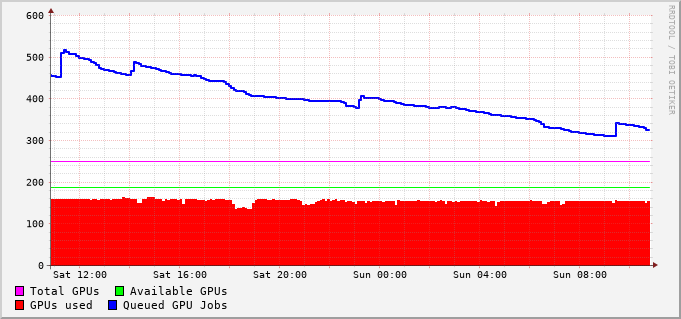 600
500
400
300
200
100
0
Sat 12:00 Sat 16:00 Sat 20:00 Sun 00:00 Sun 04:00 Sun 08:00
Total GPUs Available GPUs
GPUs used Queued GPU Jobs
RRDTOOL / TOBI OETIKER